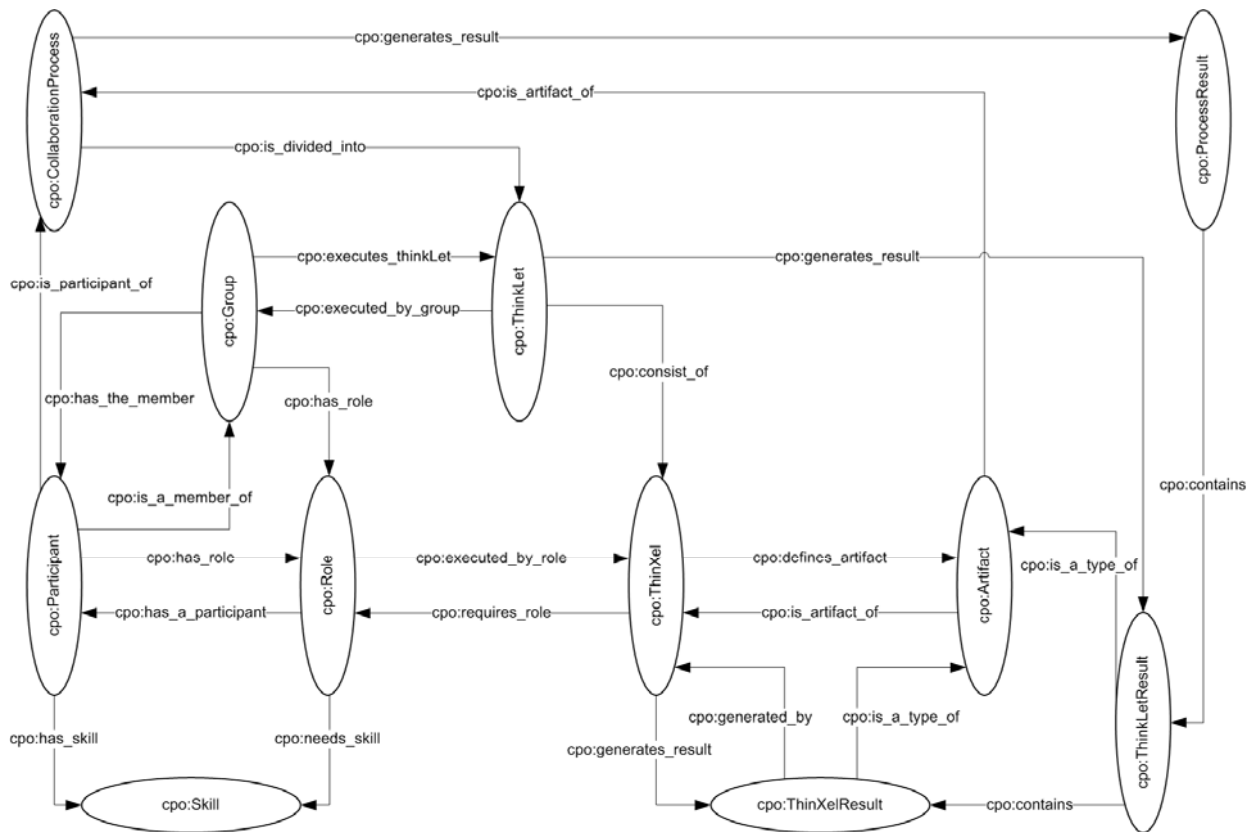 cpo:generates_result
cpo:CollaborationProcess
cpo:ProcessResult
cpo:is_artifact_of
cpo:is_divided_into
cpo:executes_thinkLet
cpo:generates_result
cpo:is_participant_of
cpo:Group
cpo:ThinkLet
cpo:executed_by_group
cpo:consist_of
cpo:has_the_member
cpo:has_role
cpo:contains
cpo:is_a_member_of
cpo:Participant
cpo:has_role
cpo:Role
cpo:executed_by_role
cpo:ThinXel
cpo:defines_artifact
cpo:Artifact
cpo:is_a_type_of
cpo:has_a_participant
cpo:requires_role
cpo:is_artifact_of
cpo:ThinkLetResult
cpo:has_skill
cpo:needs_skill
cpo:generates_result
cpo:generated_by
cpo:is_a_type_of
cpo:Skill
cpo:ThinXelResult
cpo:contains